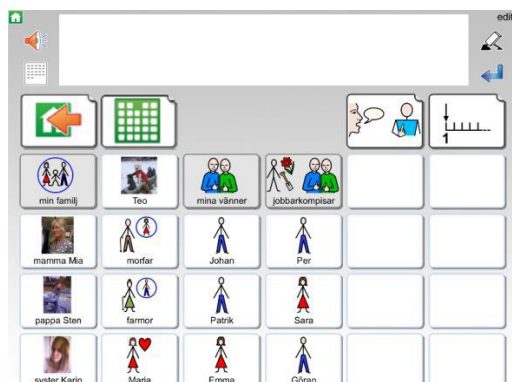 edit
1
min familj Teo mina vänner jobbarkompisar
mamma Mia morfar Johan Per
pappa Sten farmor Patrik Sara
syster Karin Maria Emma Göran